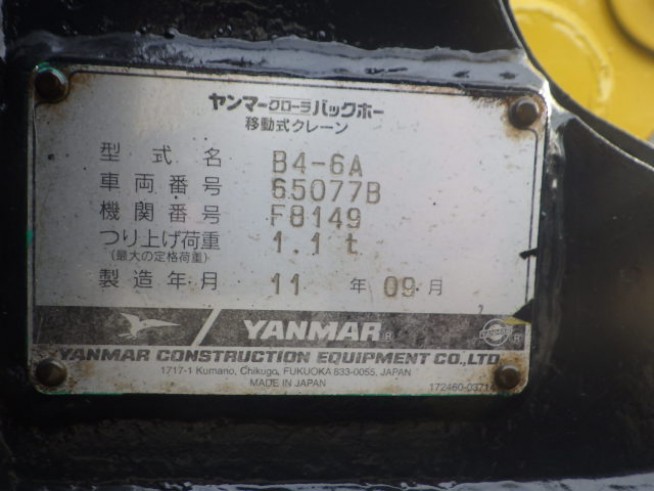 ヤンマークローラバックホー
移動式クレーン
型式名 B4-6A
車両番号 65077B
機関番号 F8149
つり上げ荷重 1.1 t
(最大の定格荷重)
製造年月 11 年 09 月
YANMAR ®
YANMAR CONSTRUCTION EQUIPMENT CO.,LTD.
1717-1 Kumano, Chikugo, FUKUOKA 833-0055, JAPAN
MADE IN JAPAN